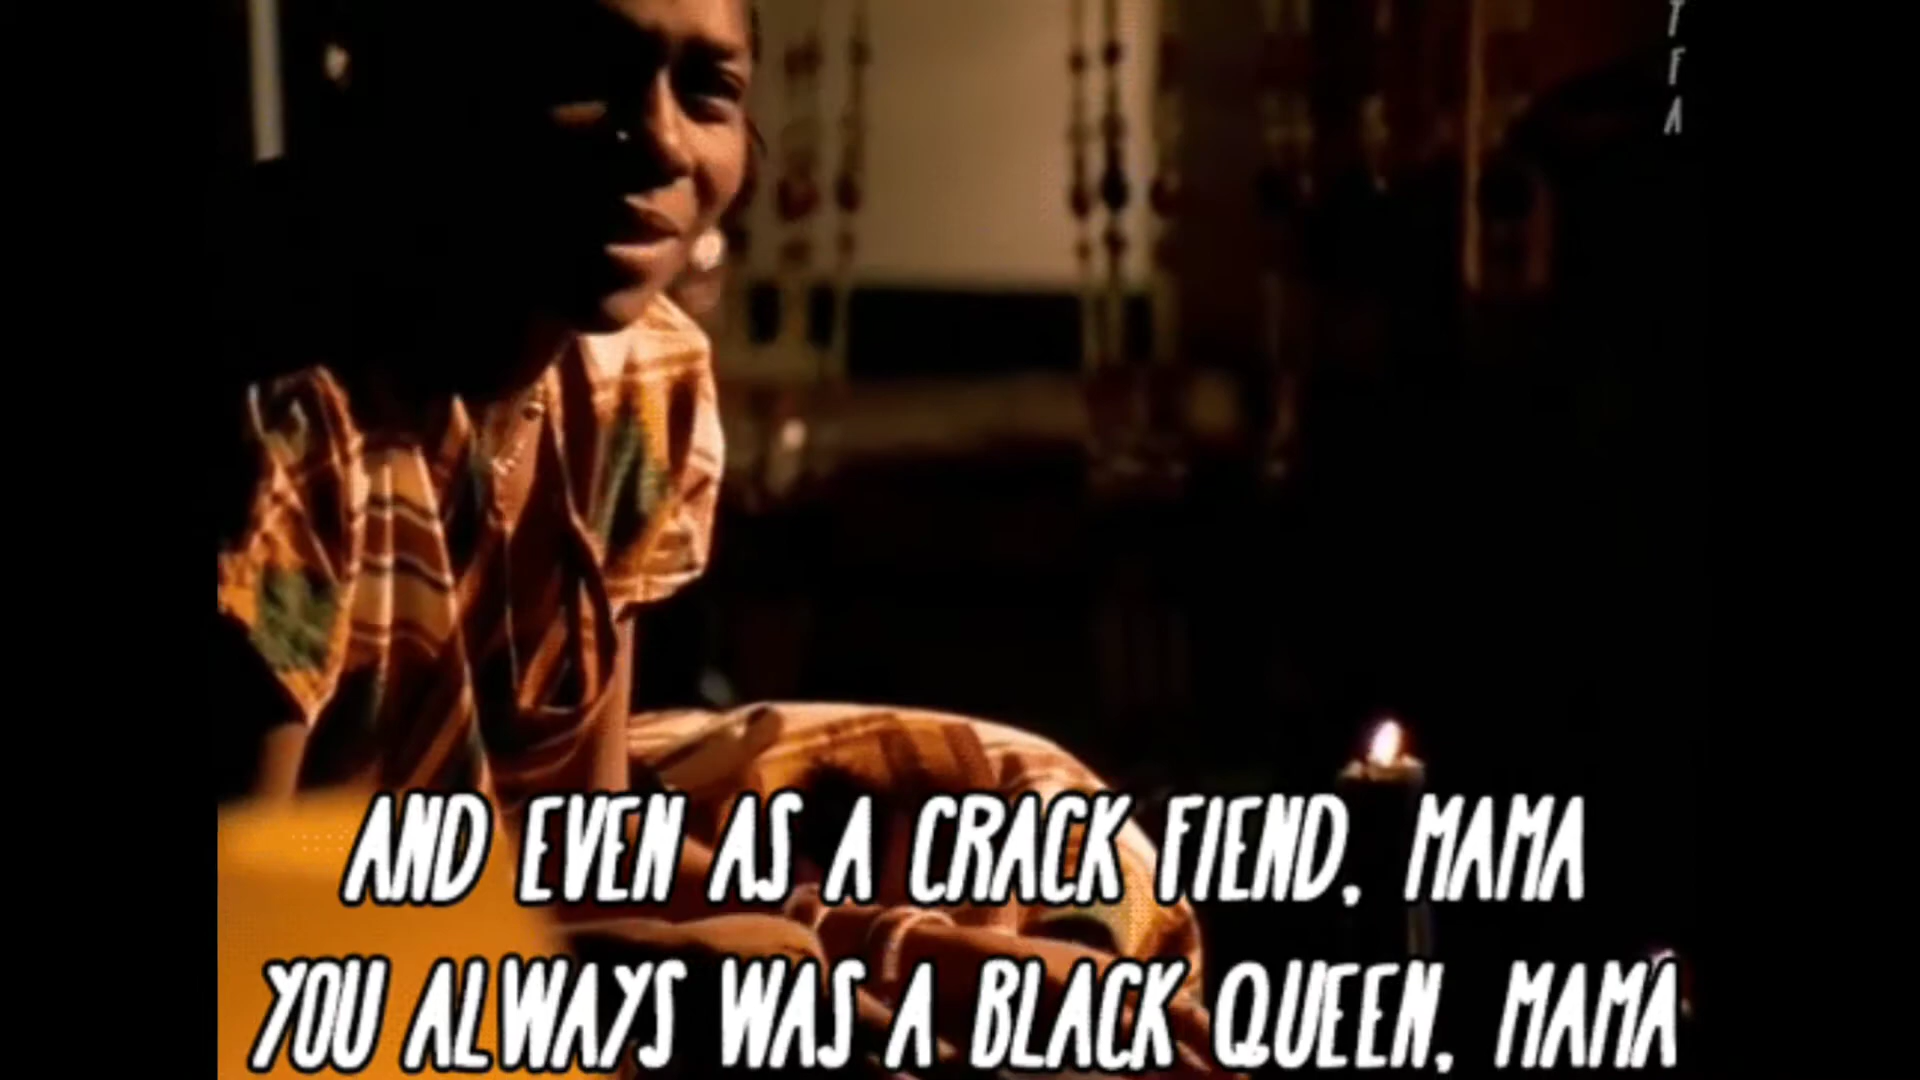 T
F
A
AND EVEN AS A CRACK FIEND, MAMA
YOU ALWAYS WAS A BLACK QUEEN, MAMA